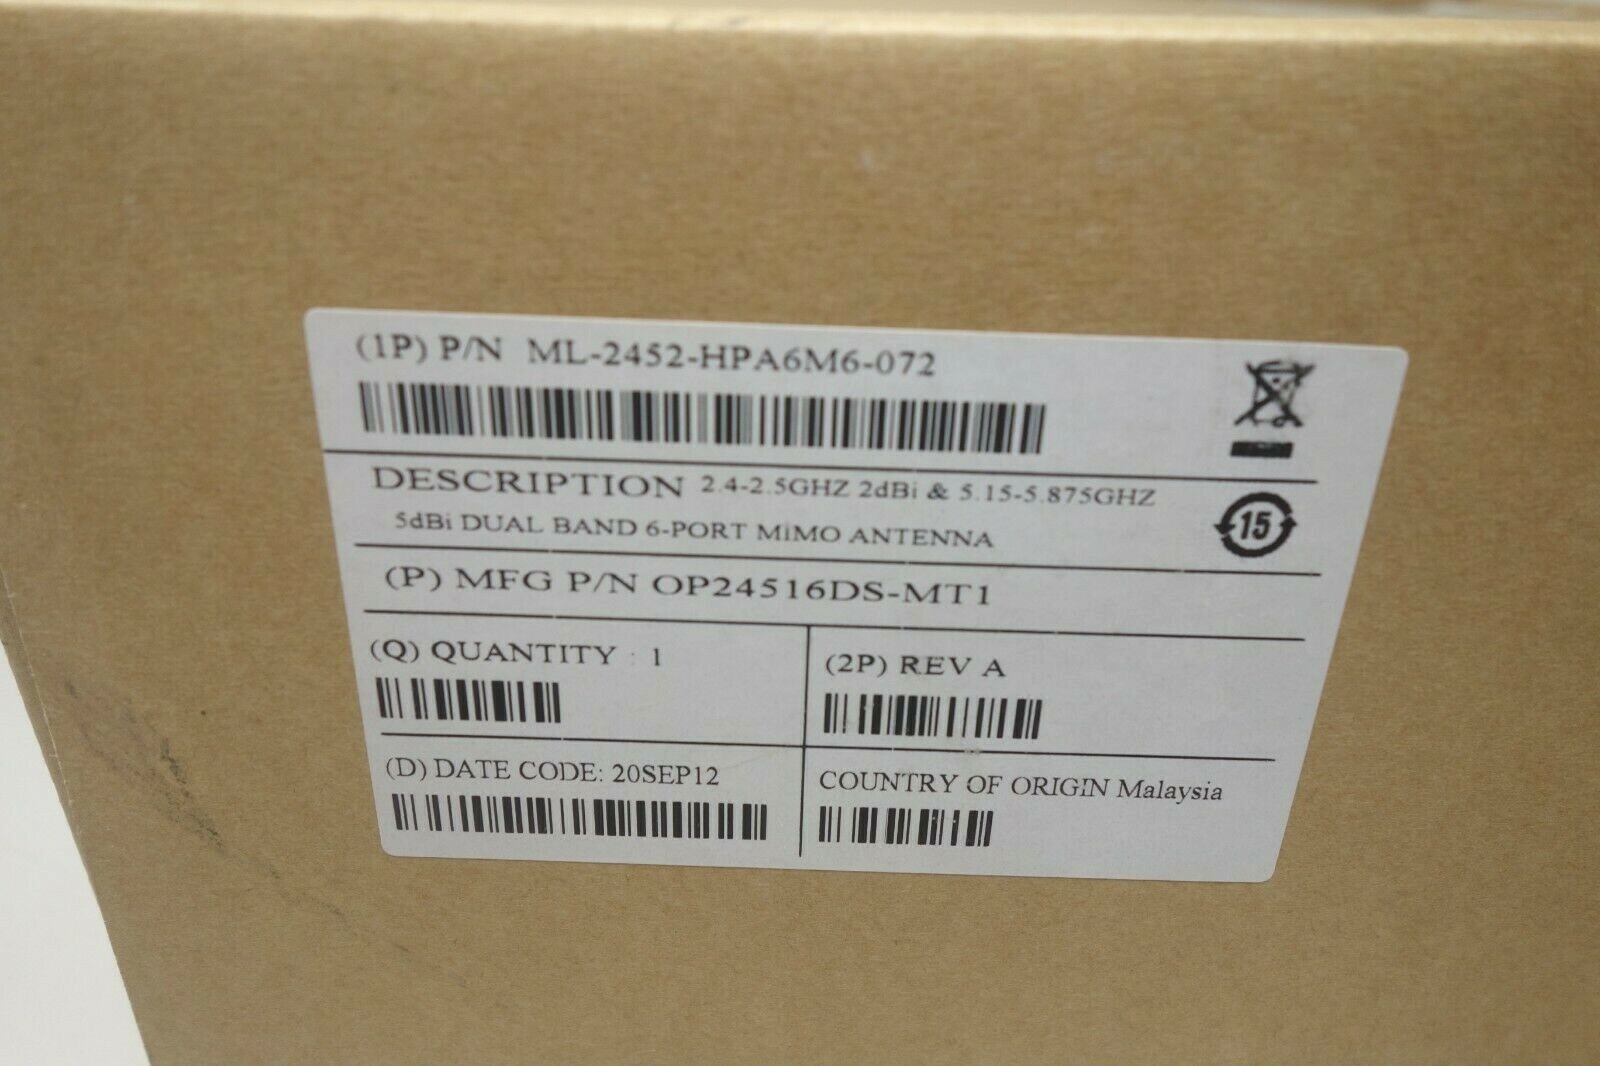 (1P) P/N ML-2452-HPA6M6-072
DESCRIPTION 2.4-2.5GHZ 2dBi & 5.15-5.875GHZ
5dBi DUAL BAND 6-PORT MIMO ANTENNA
15
(P) MFG P/N OP24516DS-MT1
(Q) QUANTITY : 1
(2P) REV A
(D) DATE CODE: 20SEP12
COUNTRY OF ORIGIN Malaysia